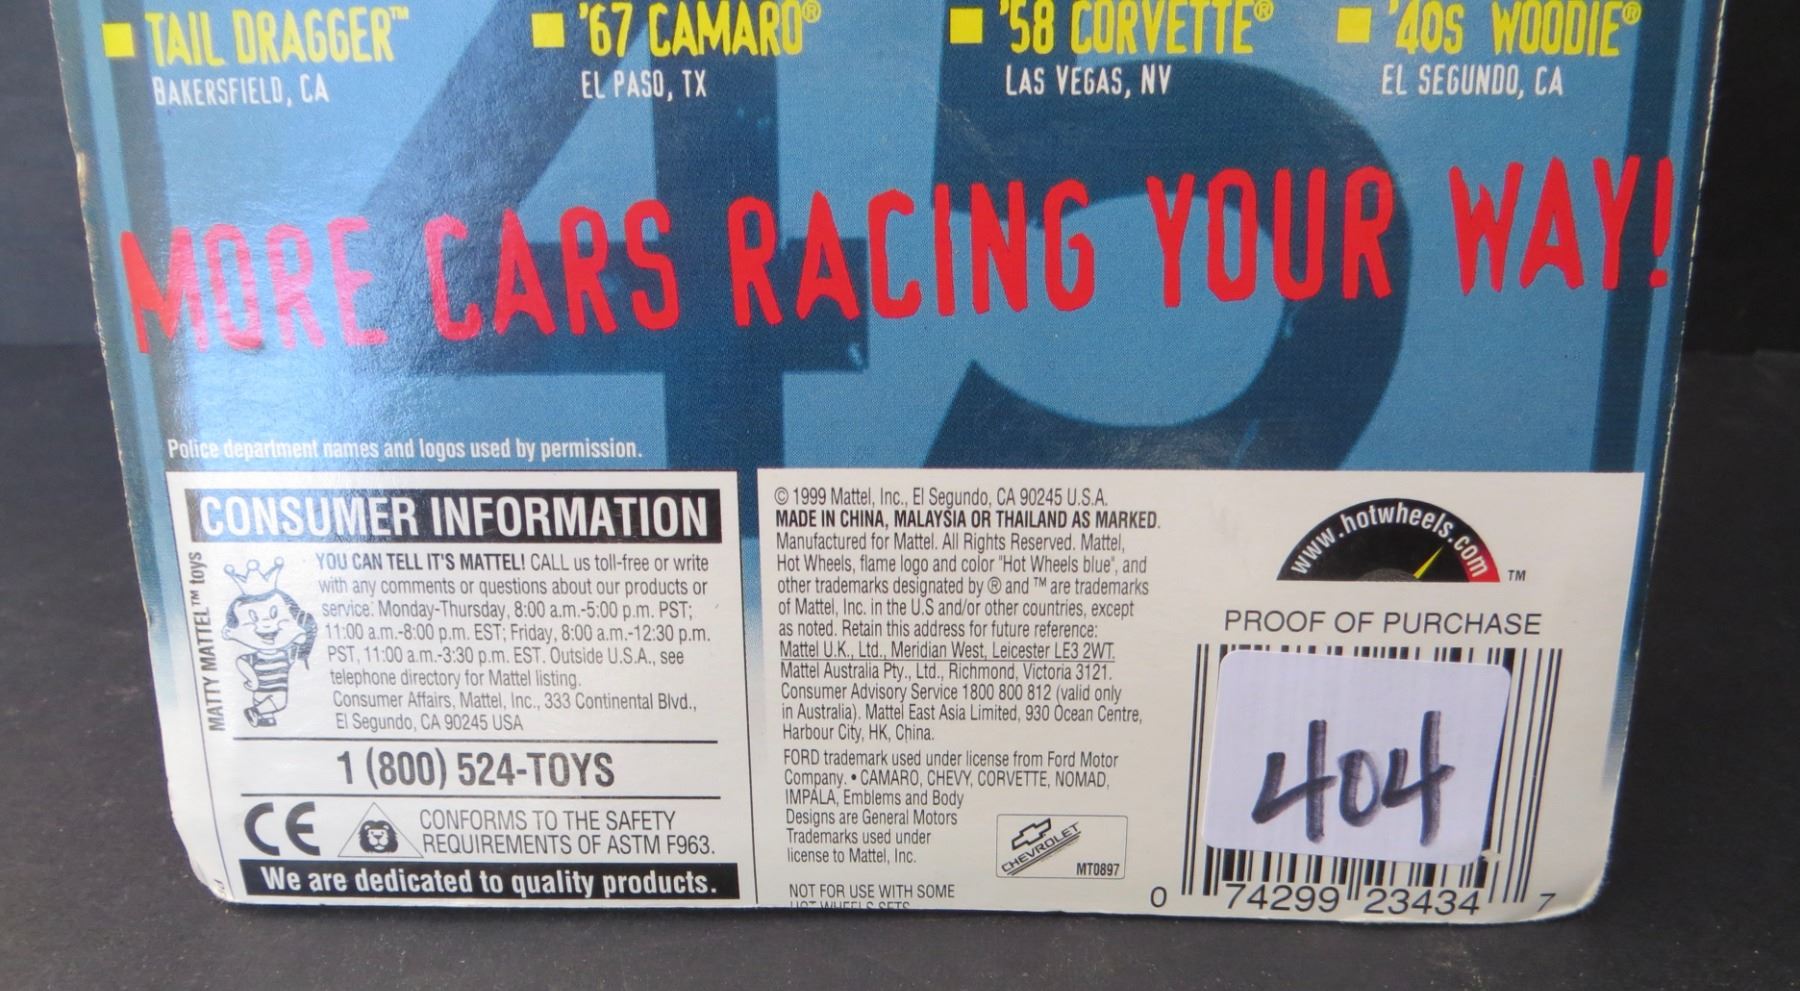 TAIL DRAGGER™ '67 CAMARO® '58 CORVETTE® '40S WOODIE®
BAKERSFIELD, CA EL PASO, TX LAS VEGAS, NV EL SEGUNDO, CA
MORE CARS RACING YOUR WAY!
45
Police department names and logos used by permission.
CONSUMER INFORMATION
MATTY MATTEL™ toys
YOU CAN TELL IT'S MATTEL! CALL us toll-free or write
with any comments or questions about our products or
service. Monday-Thursday, 8:00 a.m.-5:00 p.m. PST;
11:00 a.m.-8:00 p.m. EST; Friday, 8:00 a.m.-12:30 p.m.
PST, 11:00 a.m.-3:30 p.m. EST. Outside U.S.A., see
telephone directory for Mattel listing.
Consumer Affairs, Mattel, Inc., 333 Continental Blvd.,
El Segundo, CA 90245 USA
1 (800) 524-TOYS
CE
CONFORMS TO THE SAFETY
REQUIREMENTS OF ASTM F963.
We are dedicated to quality products.
© 1999 Mattel, Inc., El Segundo, CA 90245 U.S.A.
MADE IN CHINA, MALAYSIA OR THAILAND AS MARKED.
Manufactured for Mattel. All Rights Reserved. Mattel,
Hot Wheels, flame logo and color "Hot Wheels blue", and
other trademarks designated by ® and ™ are trademarks
of Mattel, Inc. in the U.S and/or other countries, except
as noted. Retain this address for future reference:
Mattel U.K., Ltd., Meridian West, Leicester LE3 2WT.
Mattel Australia Pty., Ltd., Richmond, Victoria 3121.
Consumer Advisory Service 1800 800 812 (valid only
in Australia). Mattel East Asia Limited, 930 Ocean Centre,
Harbour City, HK, China.
FORD trademark used under license from Ford Motor
Company. • CAMARO, CHEVY, CORVETTE, NOMAD,
IMPALA, Emblems and Body
Designs are General Motors
Trademarks used under
license to Mattel, Inc.
CHEVROLET
MT0897
NOT FOR USE WITH SOME
HOT WHEELS SETS
www.hotwheels.com ™
PROOF OF PURCHASE
404
0 74299 23434 7